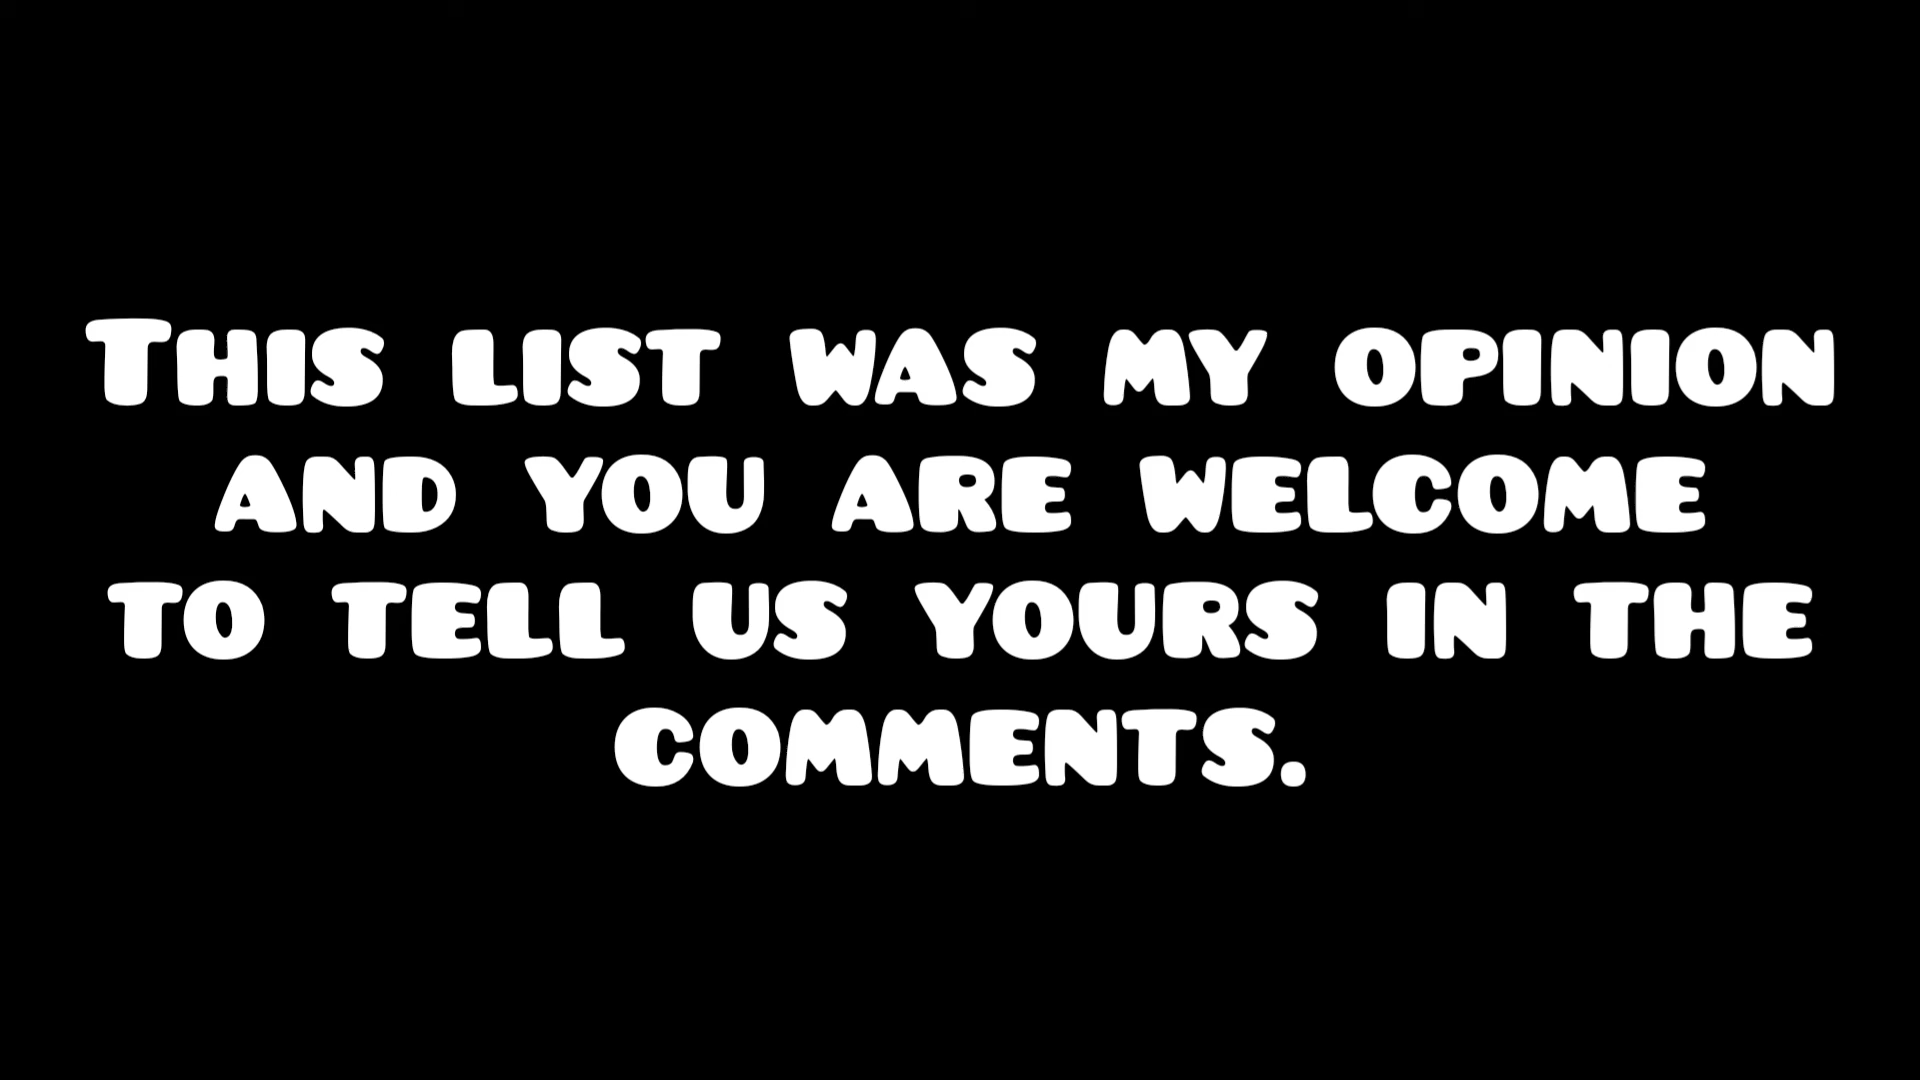 This list was my opinion
and you are welcome
to tell us yours in the
comments.